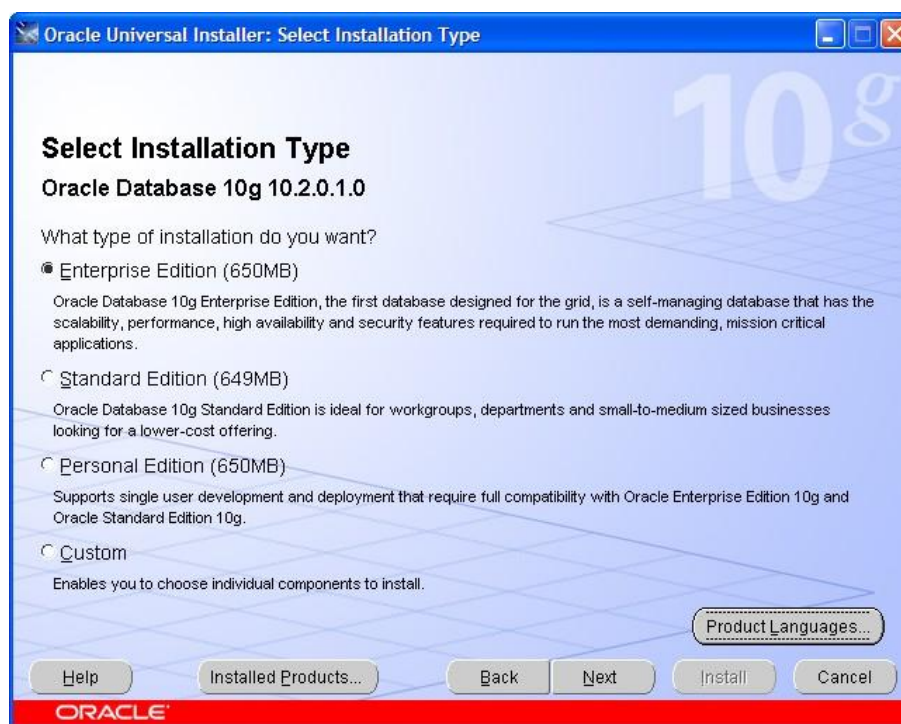 Oracle Universal Installer: Select Installation Type
10g
Select Installation Type
Oracle Database 10g 10.2.0.1.0
What type of installation do you want?
Enterprise Edition (650MB)
Oracle Database 10g Enterprise Edition, the first database designed for the grid, is a self-managing database that has the
scalability, performance, high availability and security features required to run the most demanding, mission critical
applications.
Standard Edition (649MB)
Oracle Database 10g Standard Edition is ideal for workgroups, departments and small-to-medium sized businesses
looking for a lower-cost offering.
Personal Edition (650MB)
Supports single user development and deployment that require full compatibility with Oracle Enterprise Edition 10g and
Oracle Standard Edition 10g.
Custom
Enables you to choose individual components to install.
Product Languages...
Help Installed Products... Back Next Install Cancel
ORACLE